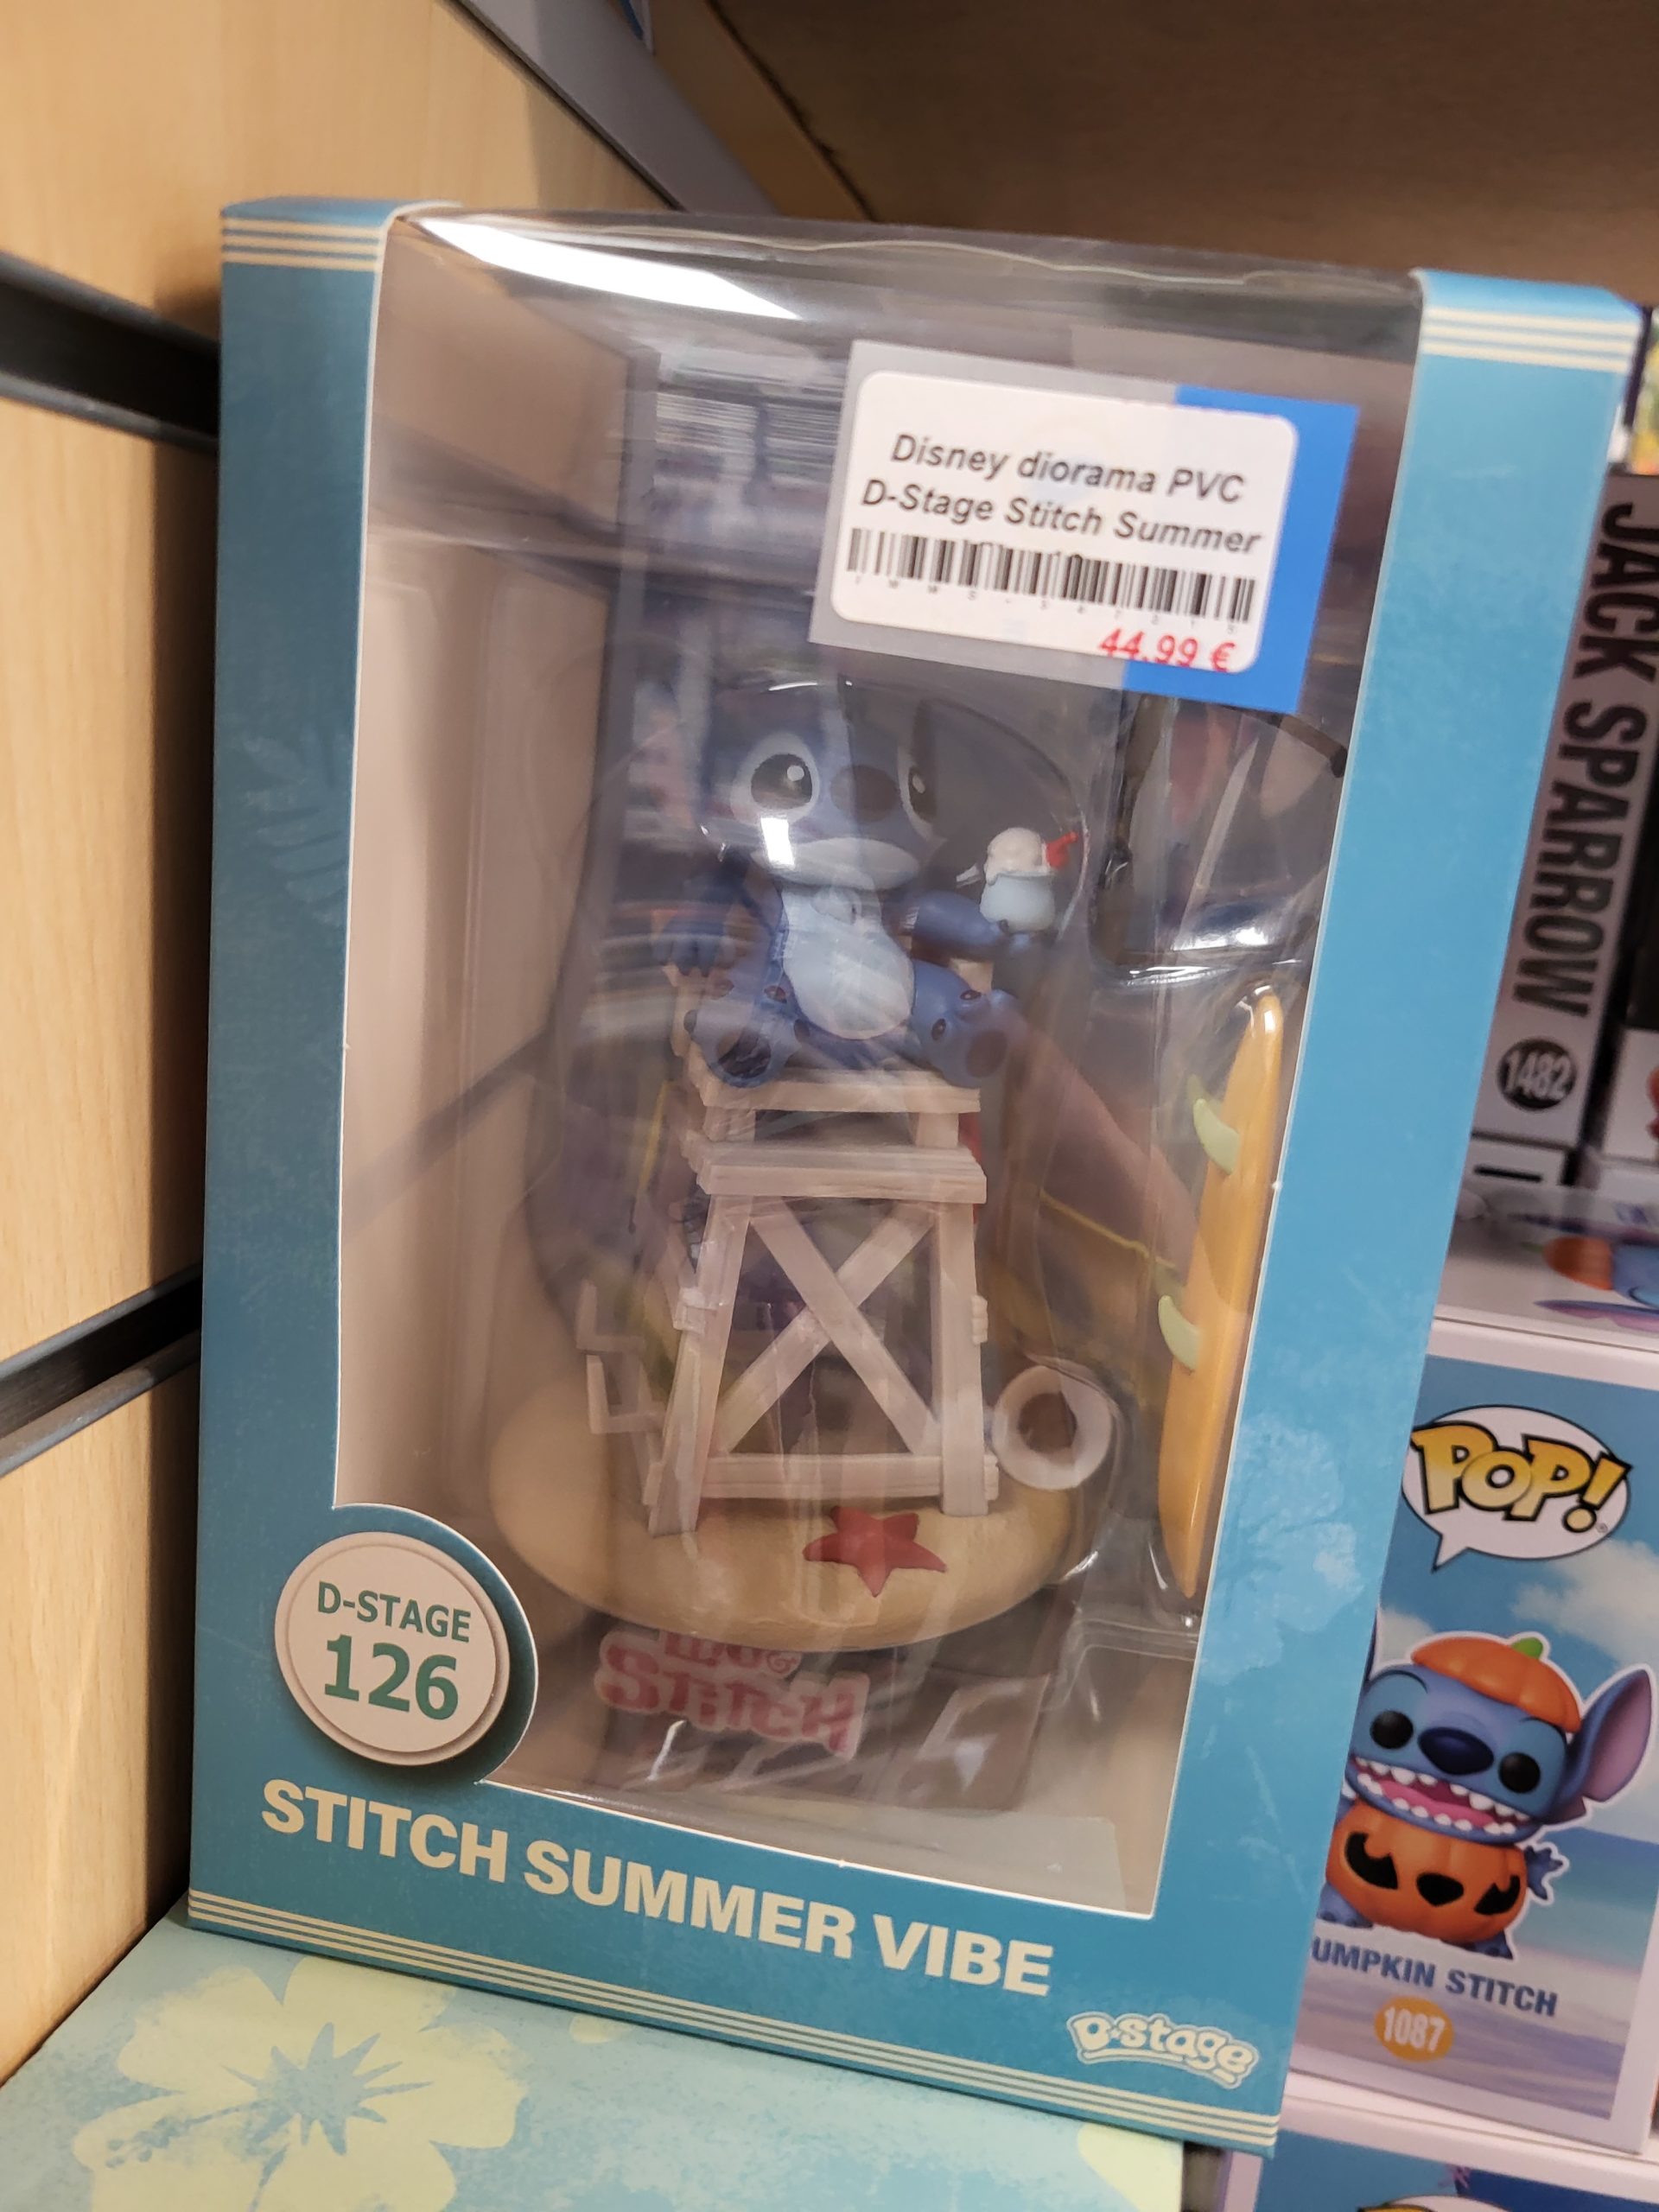 Disney diorama PVC
D-Stage Stitch Summer
44.99 €
LILO &
STITCH
D-STAGE
126
STITCH SUMMER VIBE
D-stage
JACK SPARROW
1482
POP!
UMPKIN STITCH
1087